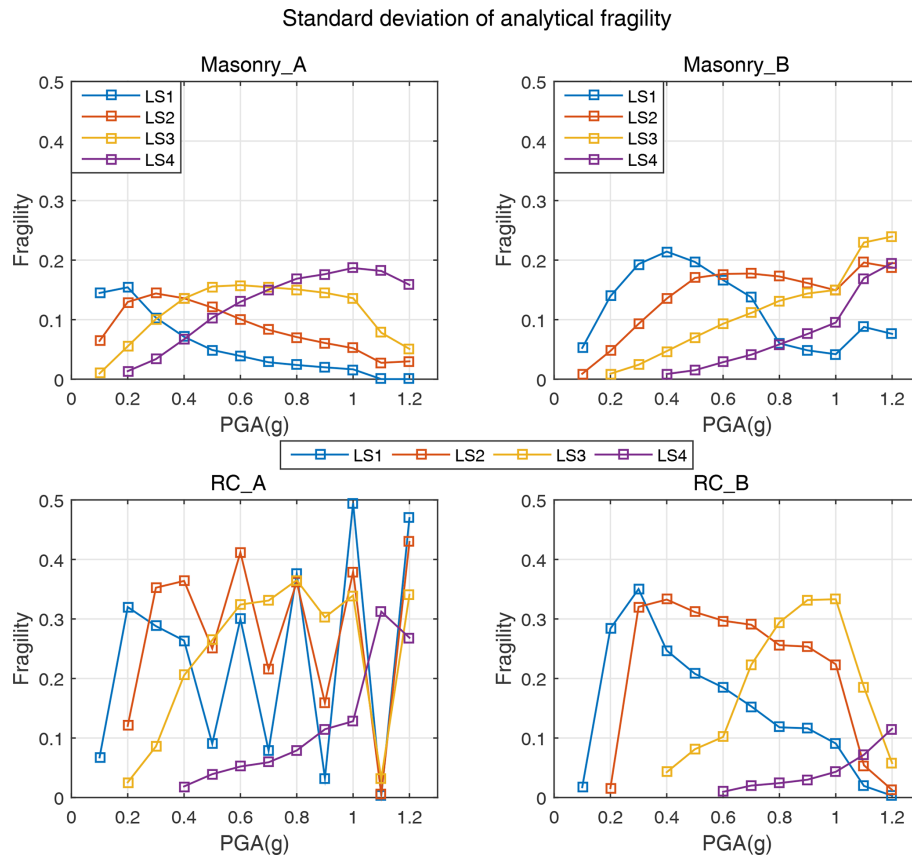 Standard deviation of analytical fragility
Masonry_A
Fragility
0.5
0.4
0.3
0.2
0.1
0
LS1
LS2
LS3
LS4
0 0.2 0.4 0.6 0.8 1 1.2
PGA(g)
Masonry_B
Fragility
0.5
0.4
0.3
0.2
0.1
0
LS1
LS2
LS3
LS4
0 0.2 0.4 0.6 0.8 1 1.2
PGA(g)
LS1 LS2 LS3 LS4
RC_A
Fragility
0.5
0.4
0.3
0.2
0.1
0
0 0.2 0.4 0.6 0.8 1 1.2
PGA(g)
RC_B
Fragility
0.5
0.4
0.3
0.2
0.1
0
0 0.2 0.4 0.6 0.8 1 1.2
PGA(g)